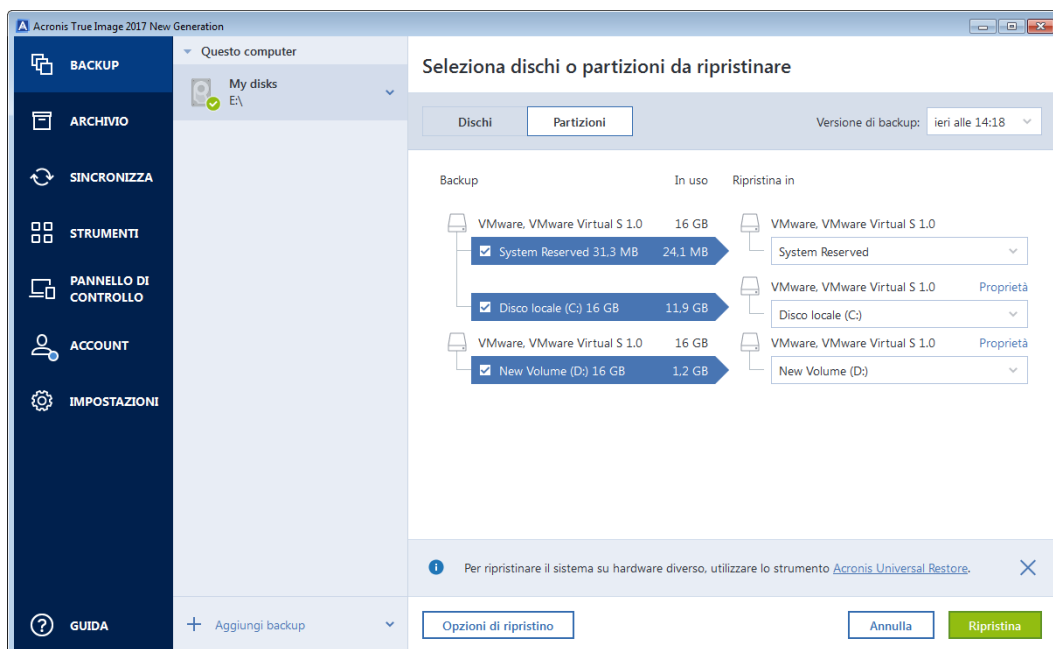 Acronis True Image 2017 New Generation
BACKUP
ARCHIVIO
SINCRONIZZA
STRUMENTI
PANNELLO DI
CONTROLLO
ACCOUNT
IMPOSTAZIONI
GUIDA
Questo computer
My disks
E:\
Aggiungi backup
Seleziona dischi o partizioni da ripristinare
Dischi Partizioni Versione di backup: ieri alle 14:18
Backup In uso Ripristina in
VMware, VMware Virtual S 1.0 16 GB VMware, VMware Virtual S 1.0
System Reserved 31,3 MB 24,1 MB System Reserved
VMware, VMware Virtual S 1.0 Proprietà
Disco locale (C:) 16 GB 11,9 GB Disco locale (C:)
VMware, VMware Virtual S 1.0 16 GB VMware, VMware Virtual S 1.0 Proprietà
New Volume (D:) 16 GB 1,2 GB New Volume (D:)
Per ripristinare il sistema su hardware diverso, utilizzare lo strumento Acronis Universal Restore.
Opzioni di ripristino Annulla Ripristina